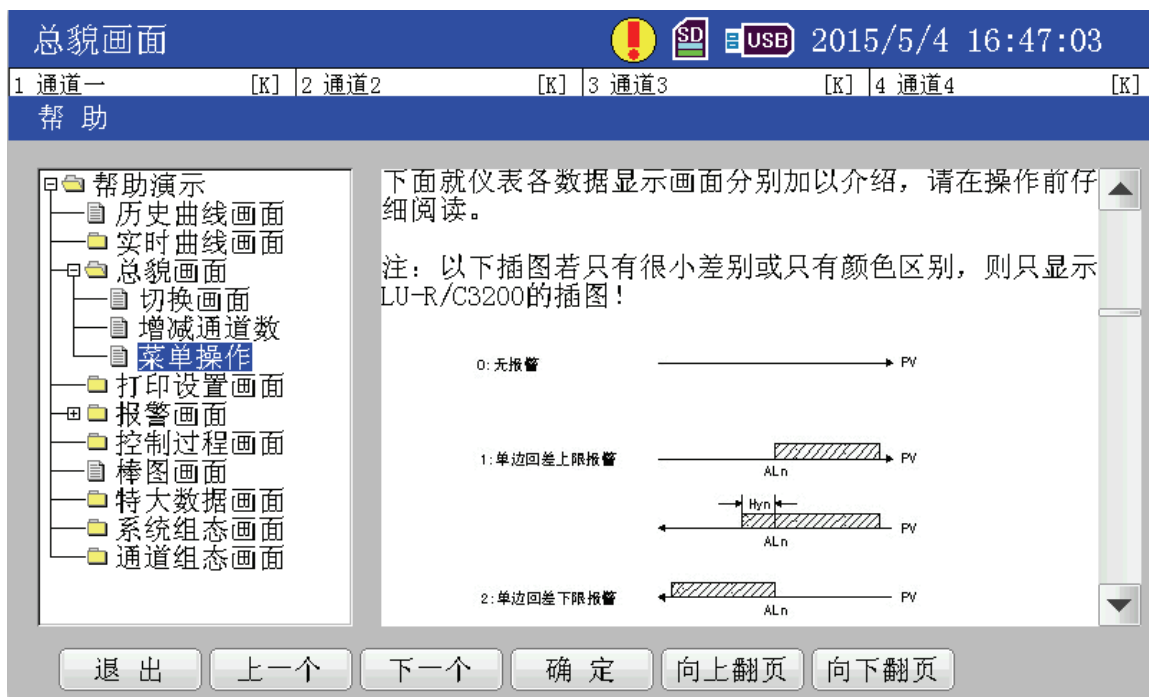 总貌画面
SD
USB
2015/5/4 16:47:03
1 通道一 [K] 2 通道2 [K] 3 通道3 [K] 4 通道4 [K]
帮 助
帮助演示
历史曲线画面
实时曲线画面
总貌画面
切换画面
增减通道数
菜单操作
打印设置画面
报警画面
控制过程画面
棒图画面
特大数据画面
系统组态画面
通道组态画面
下面就仪表各数据显示画面分别加以介绍，请在操作前仔
细阅读。
注：以下插图若只有很小差别或只有颜色区别，则只显示
LU-R/C3200的插图！
0:无报警 PV
1:单边回差上限报警 PV
ALn
Hyn
PV
ALn
2:单边回差下限报警 PV
ALn
退 出 上一个 下一个 确 定 向上翻页 向下翻页